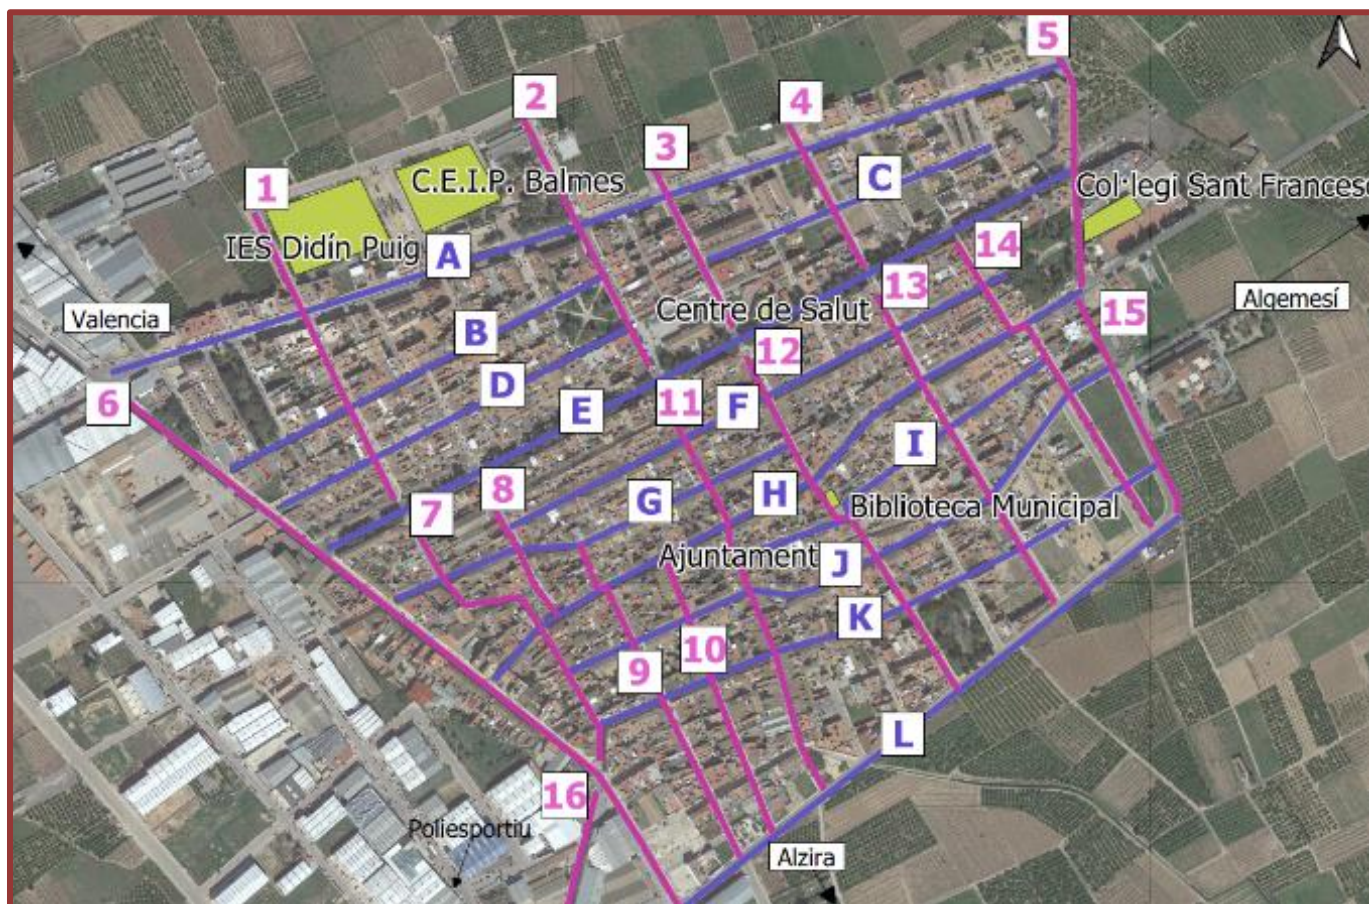 5
2
4
3
C.E.I.P. Balmes
C
Col·legi Sant Francesc
1
IES Didín Puig
A
14
13
Algemesí
Valencia
Centre de Salut
15
B
12
D
6
E
11
F
I
8
G
H
Biblioteca Municipal
7
Ajuntament
J
K
10
9
L
16
Poliesportiu
Alzira